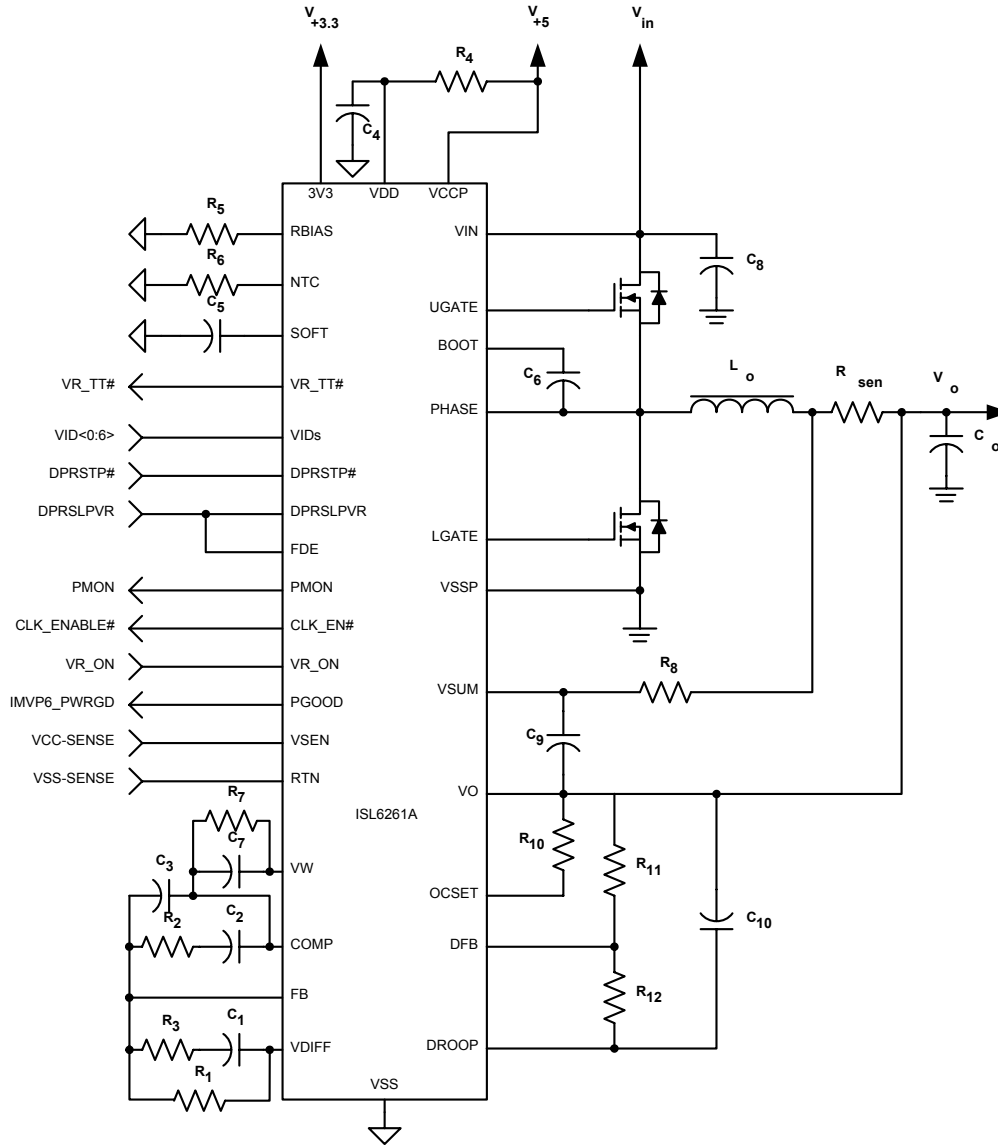 V+3.3
V+5
Vin
R4
C4
3V3
VDD
VCCP
R5
RBIAS
VIN
R6
C8
NTC
C5
UGATE
SOFT
BOOT
C6
Lo
Rsen
Vo
VR_TT#
VR_TT#
PHASE
Co
VID<0:6>
VIDs
DPRSTP#
DPRSTP#
DPRSLPVR
DPRSLPVR
LGATE
FDE
PMON
PMON
VSSP
CLK_ENABLE#
CLK_EN#
VR_ON
VR_ON
R8
VSUM
IMVP6_PWRGD
PGOOD
VCC-SENSE
VSEN
C9
VSS-SENSE
RTN
VO
R7
ISL6261A
R10
C7
C3
VW
R11
OCSET
R2
C2
C10
COMP
DFB
FB
R12
R3
C1
VDIFF
DROOP
R1
VSS